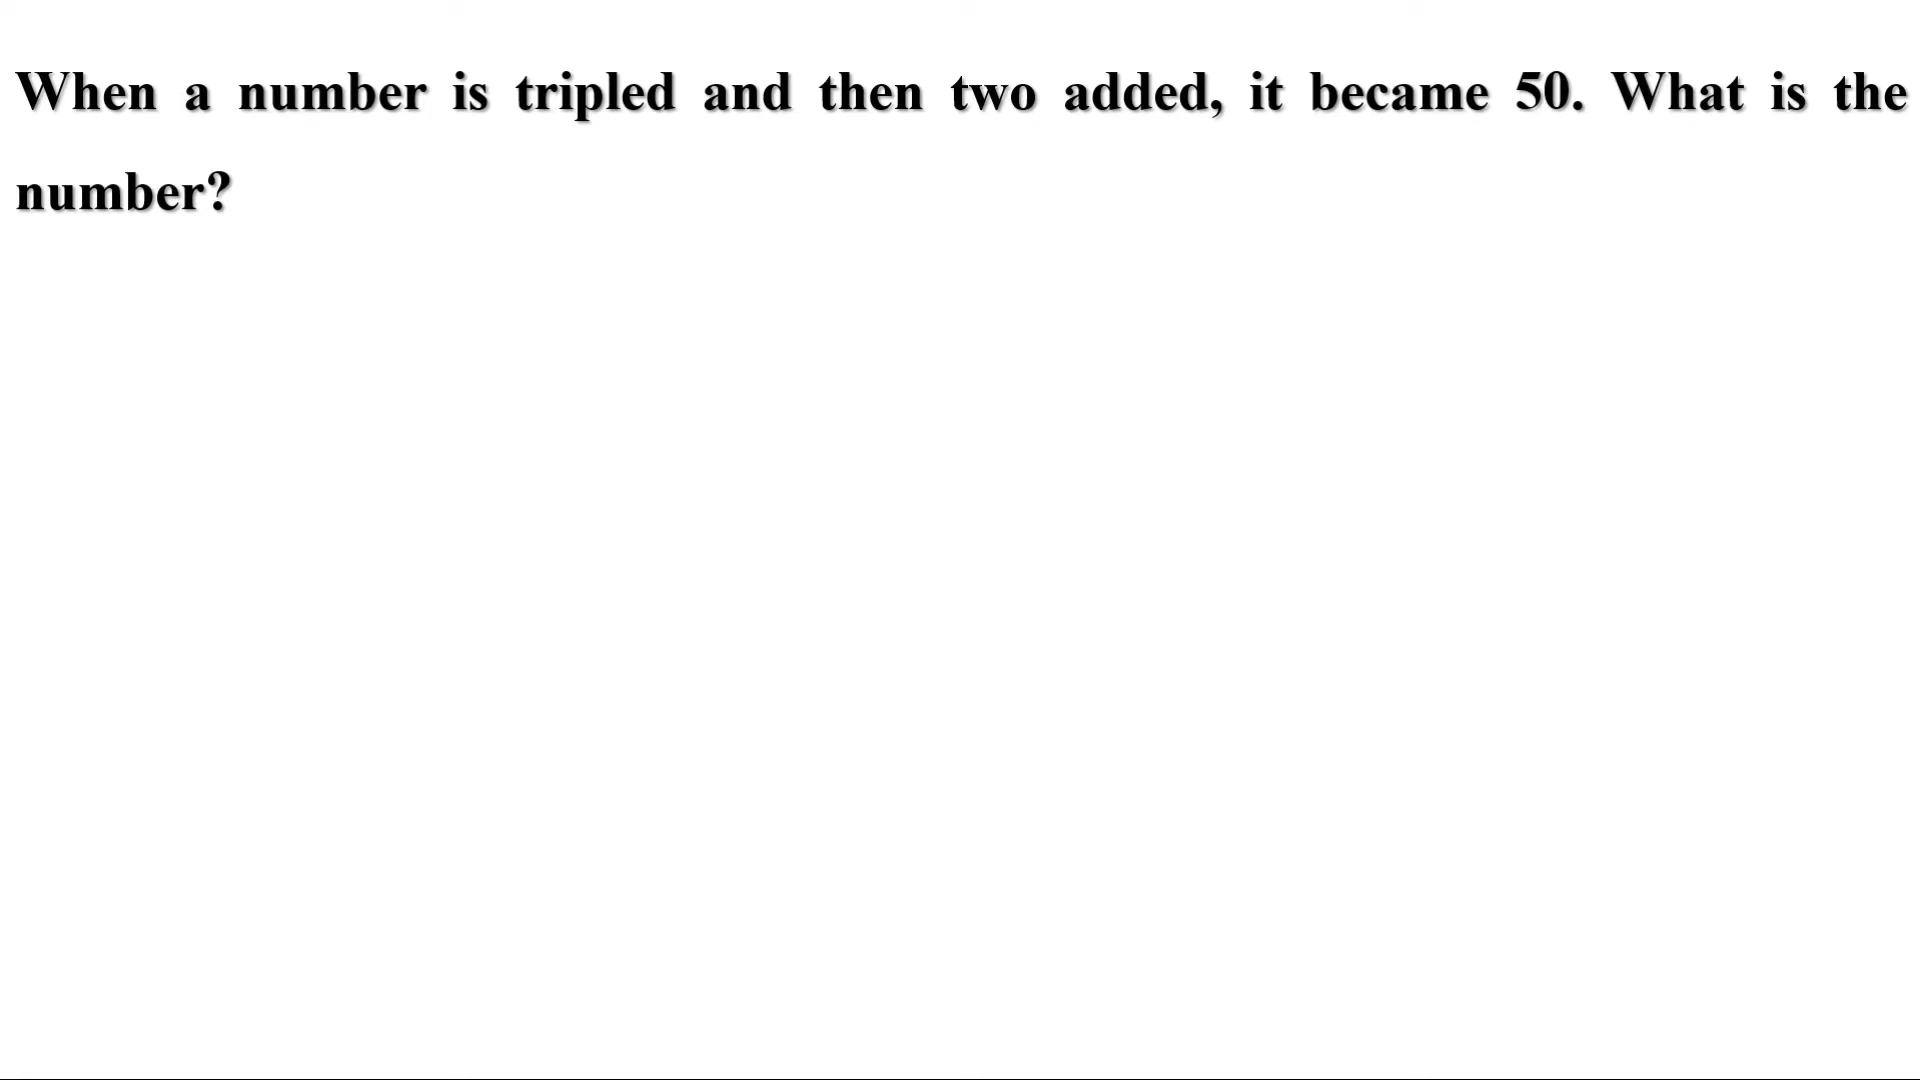 When a number is tripled and then two added, it became 50. What is the
number?